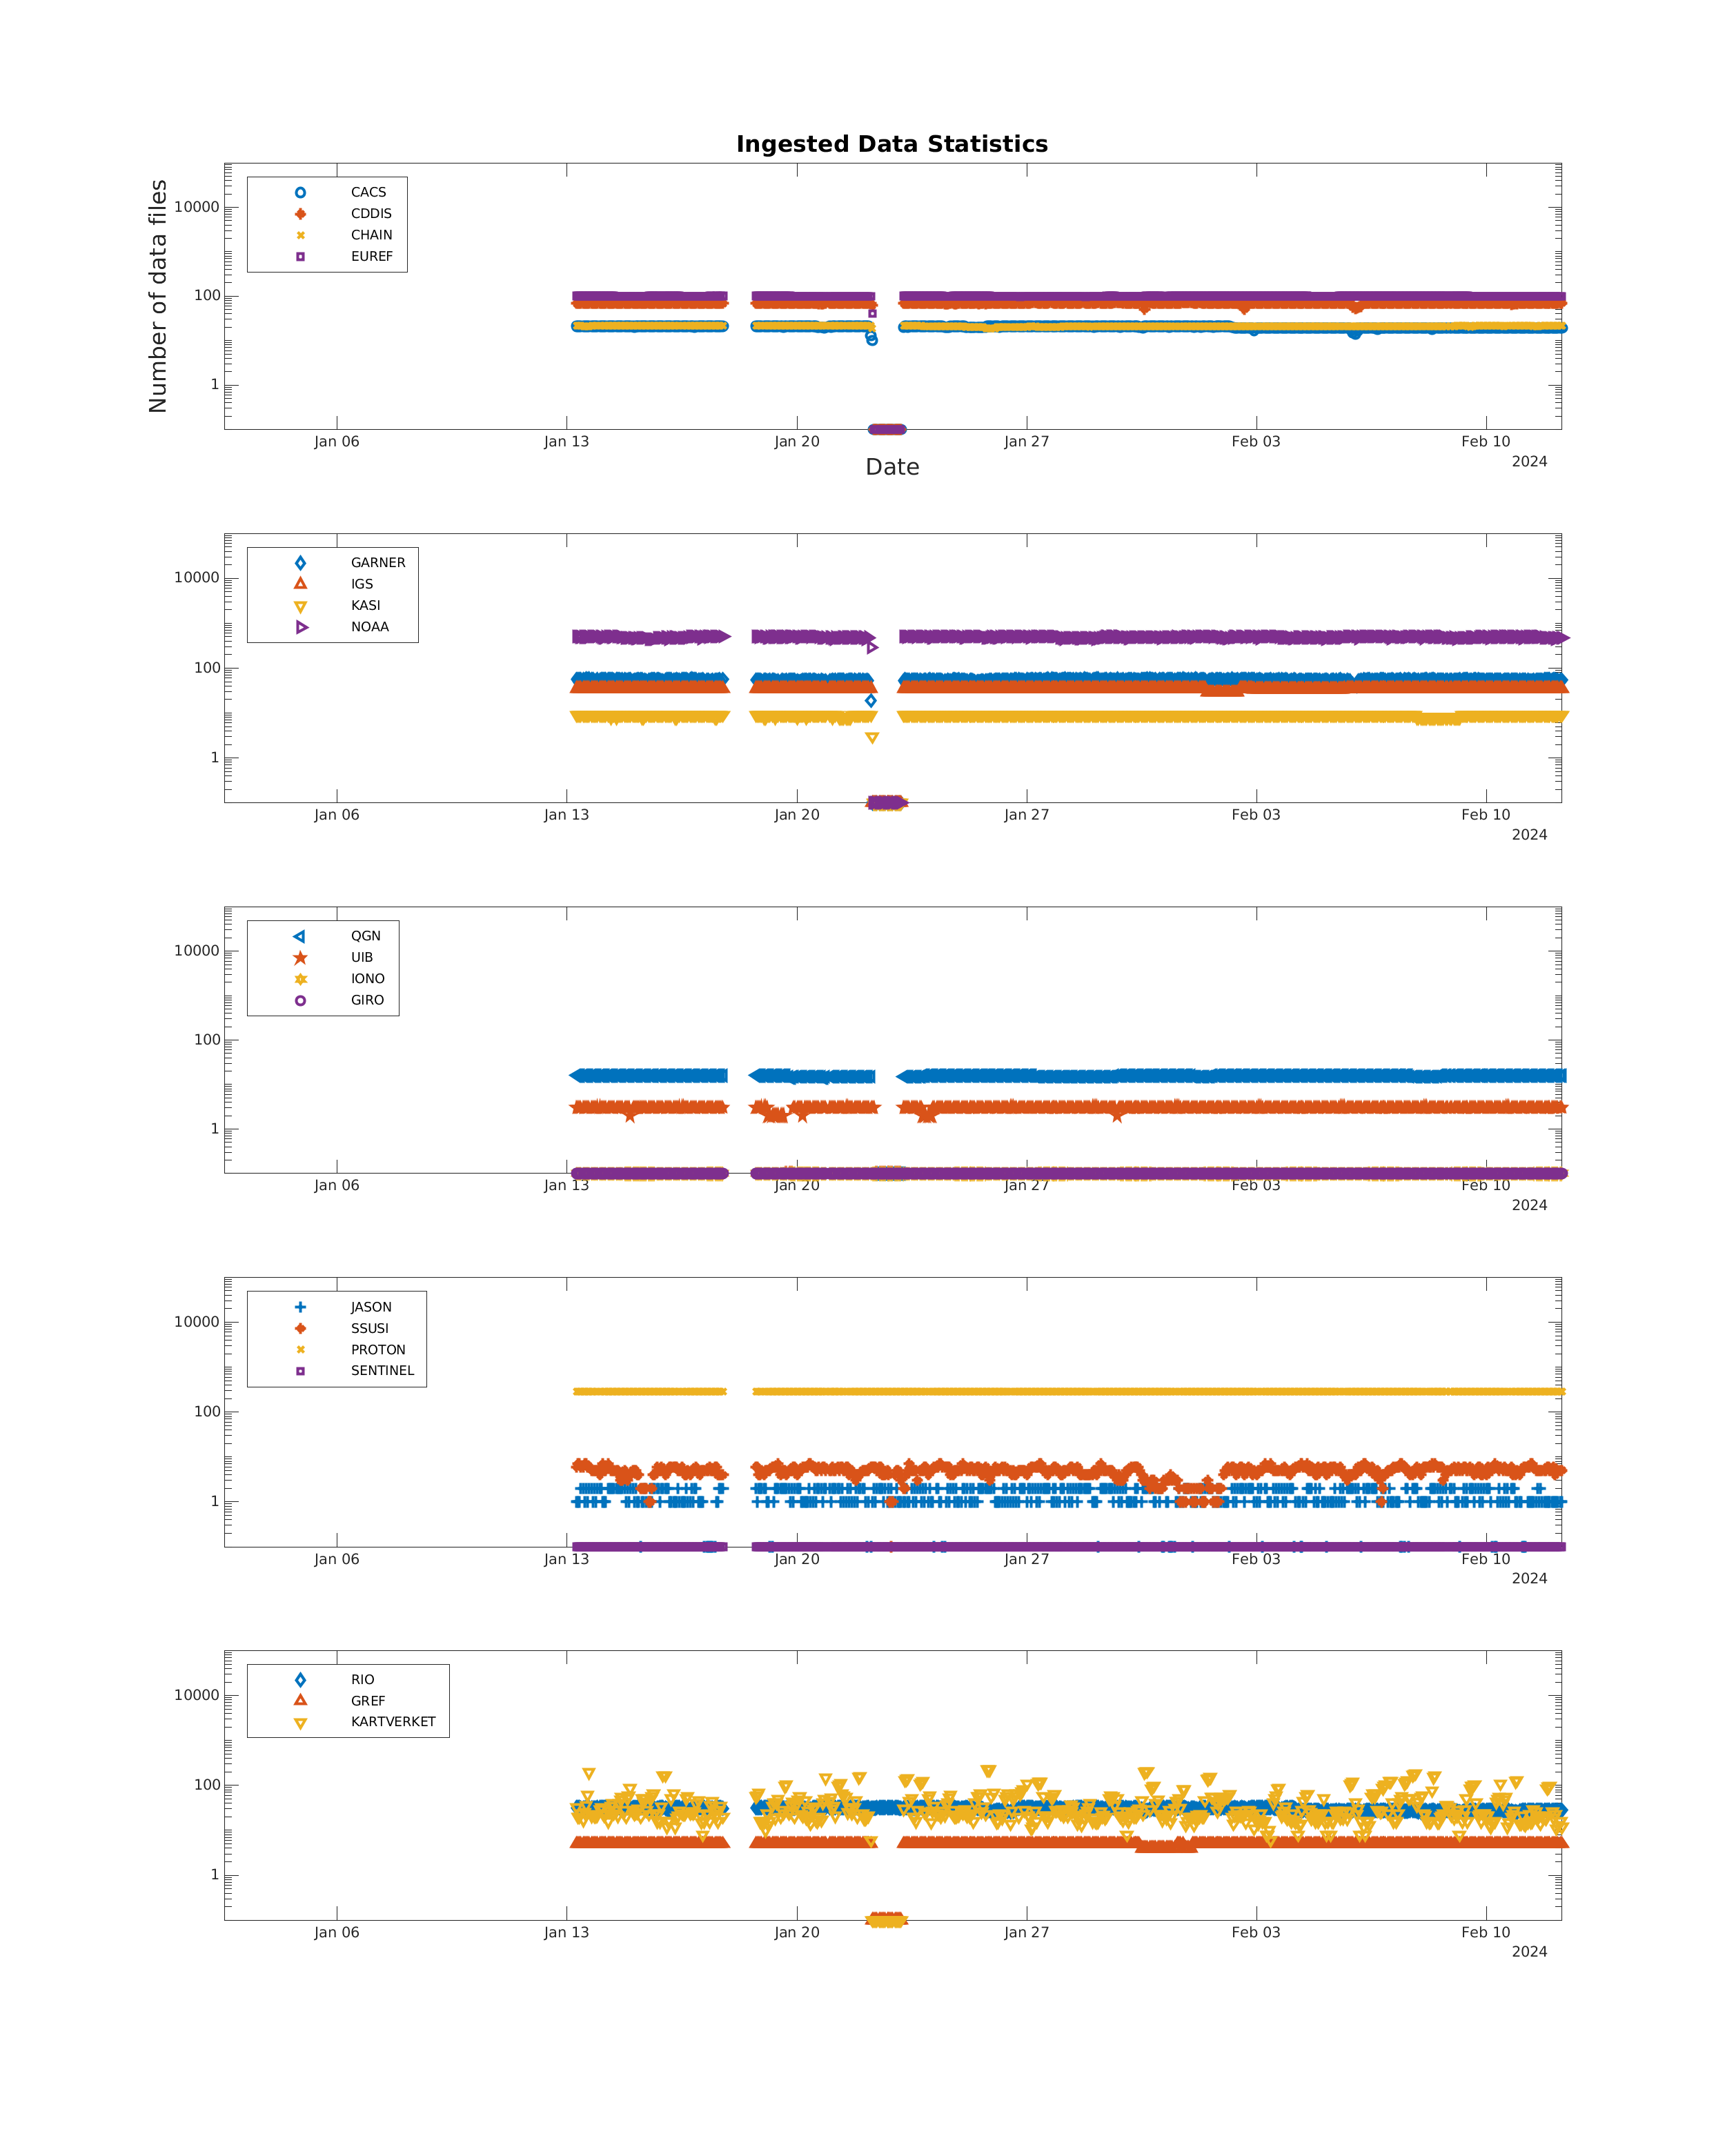 Ingested Data Statistics
Number of data files
10000
100
1
CACS
CDDIS
CHAIN
EUREF
Jan 06 Jan 13 Jan 20 Jan 27 Feb 03 Feb 10
2024
Date
10000
100
1
GARNER
IGS
KASI
NOAA
Jan 06 Jan 13 Jan 20 Jan 27 Feb 03 Feb 10
2024
10000
100
1
QGN
UIB
IONO
GIRO
Jan 06 Jan 13 Jan 20 Jan 27 Feb 03 Feb 10
2024
10000
100
1
JASON
SSUSI
PROTON
SENTINEL
Jan 06 Jan 13 Jan 20 Jan 27 Feb 03 Feb 10
2024
10000
100
1
RIO
GREF
KARTVERKET
Jan 06 Jan 13 Jan 20 Jan 27 Feb 03 Feb 10
2024